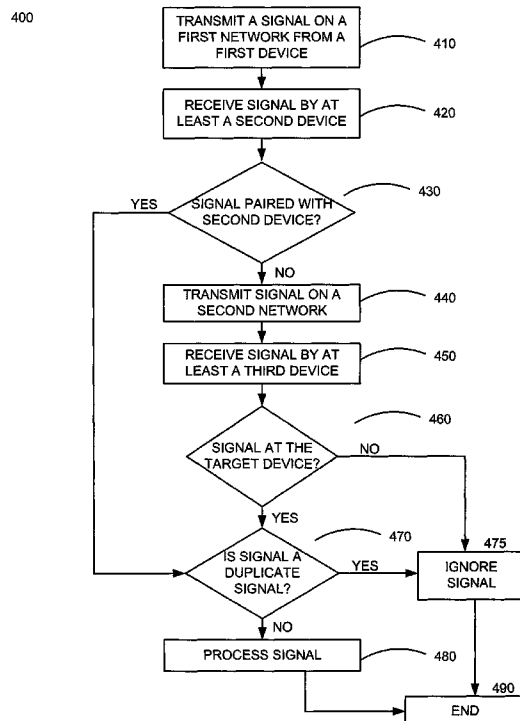 400
TRANSMIT A SIGNAL ON A
FIRST NETWORK FROM A
FIRST DEVICE
410
RECEIVE SIGNAL BY AT
LEAST A SECOND DEVICE
420
SIGNAL PAIRED WITH
SECOND DEVICE?
430
YES
NO
TRANSMIT SIGNAL ON A
SECOND NETWORK
440
RECEIVE SIGNAL BY AT
LEAST A THIRD DEVICE
450
460
SIGNAL AT THE
TARGET DEVICE?
NO
YES
470
IS SIGNAL A
DUPLICATE
SIGNAL?
YES
475
IGNORE
SIGNAL
NO
PROCESS SIGNAL
480
490
END